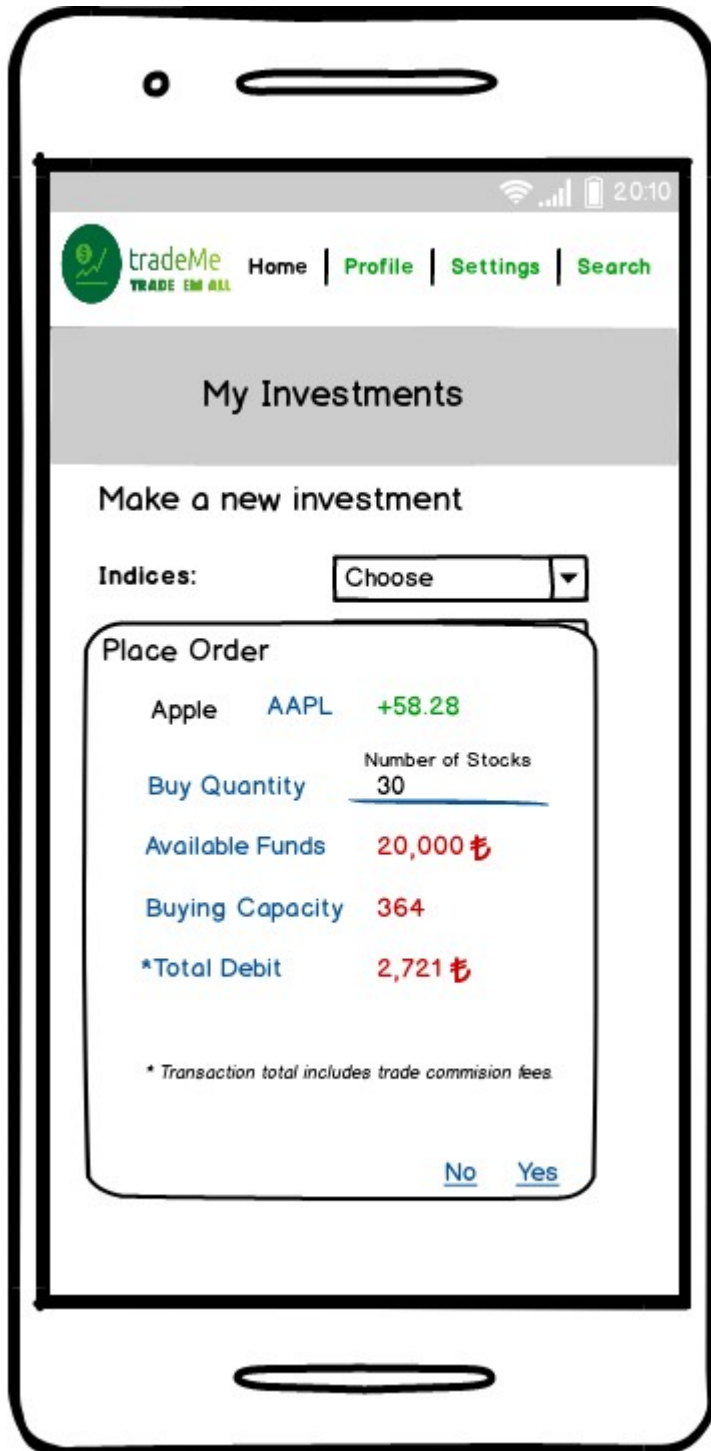 20:10
tradeMe
TRADE EM ALL
Home | Profile | Settings | Search
My Investments
Make a new investment
Indices: Choose
Place Order
Apple AAPL +58.28
Number of Stocks
Buy Quantity 30
Available Funds 20,000 ₺
Buying Capacity 364
*Total Debit 2,721 ₺
* Transaction total includes trade commision fees.
No Yes